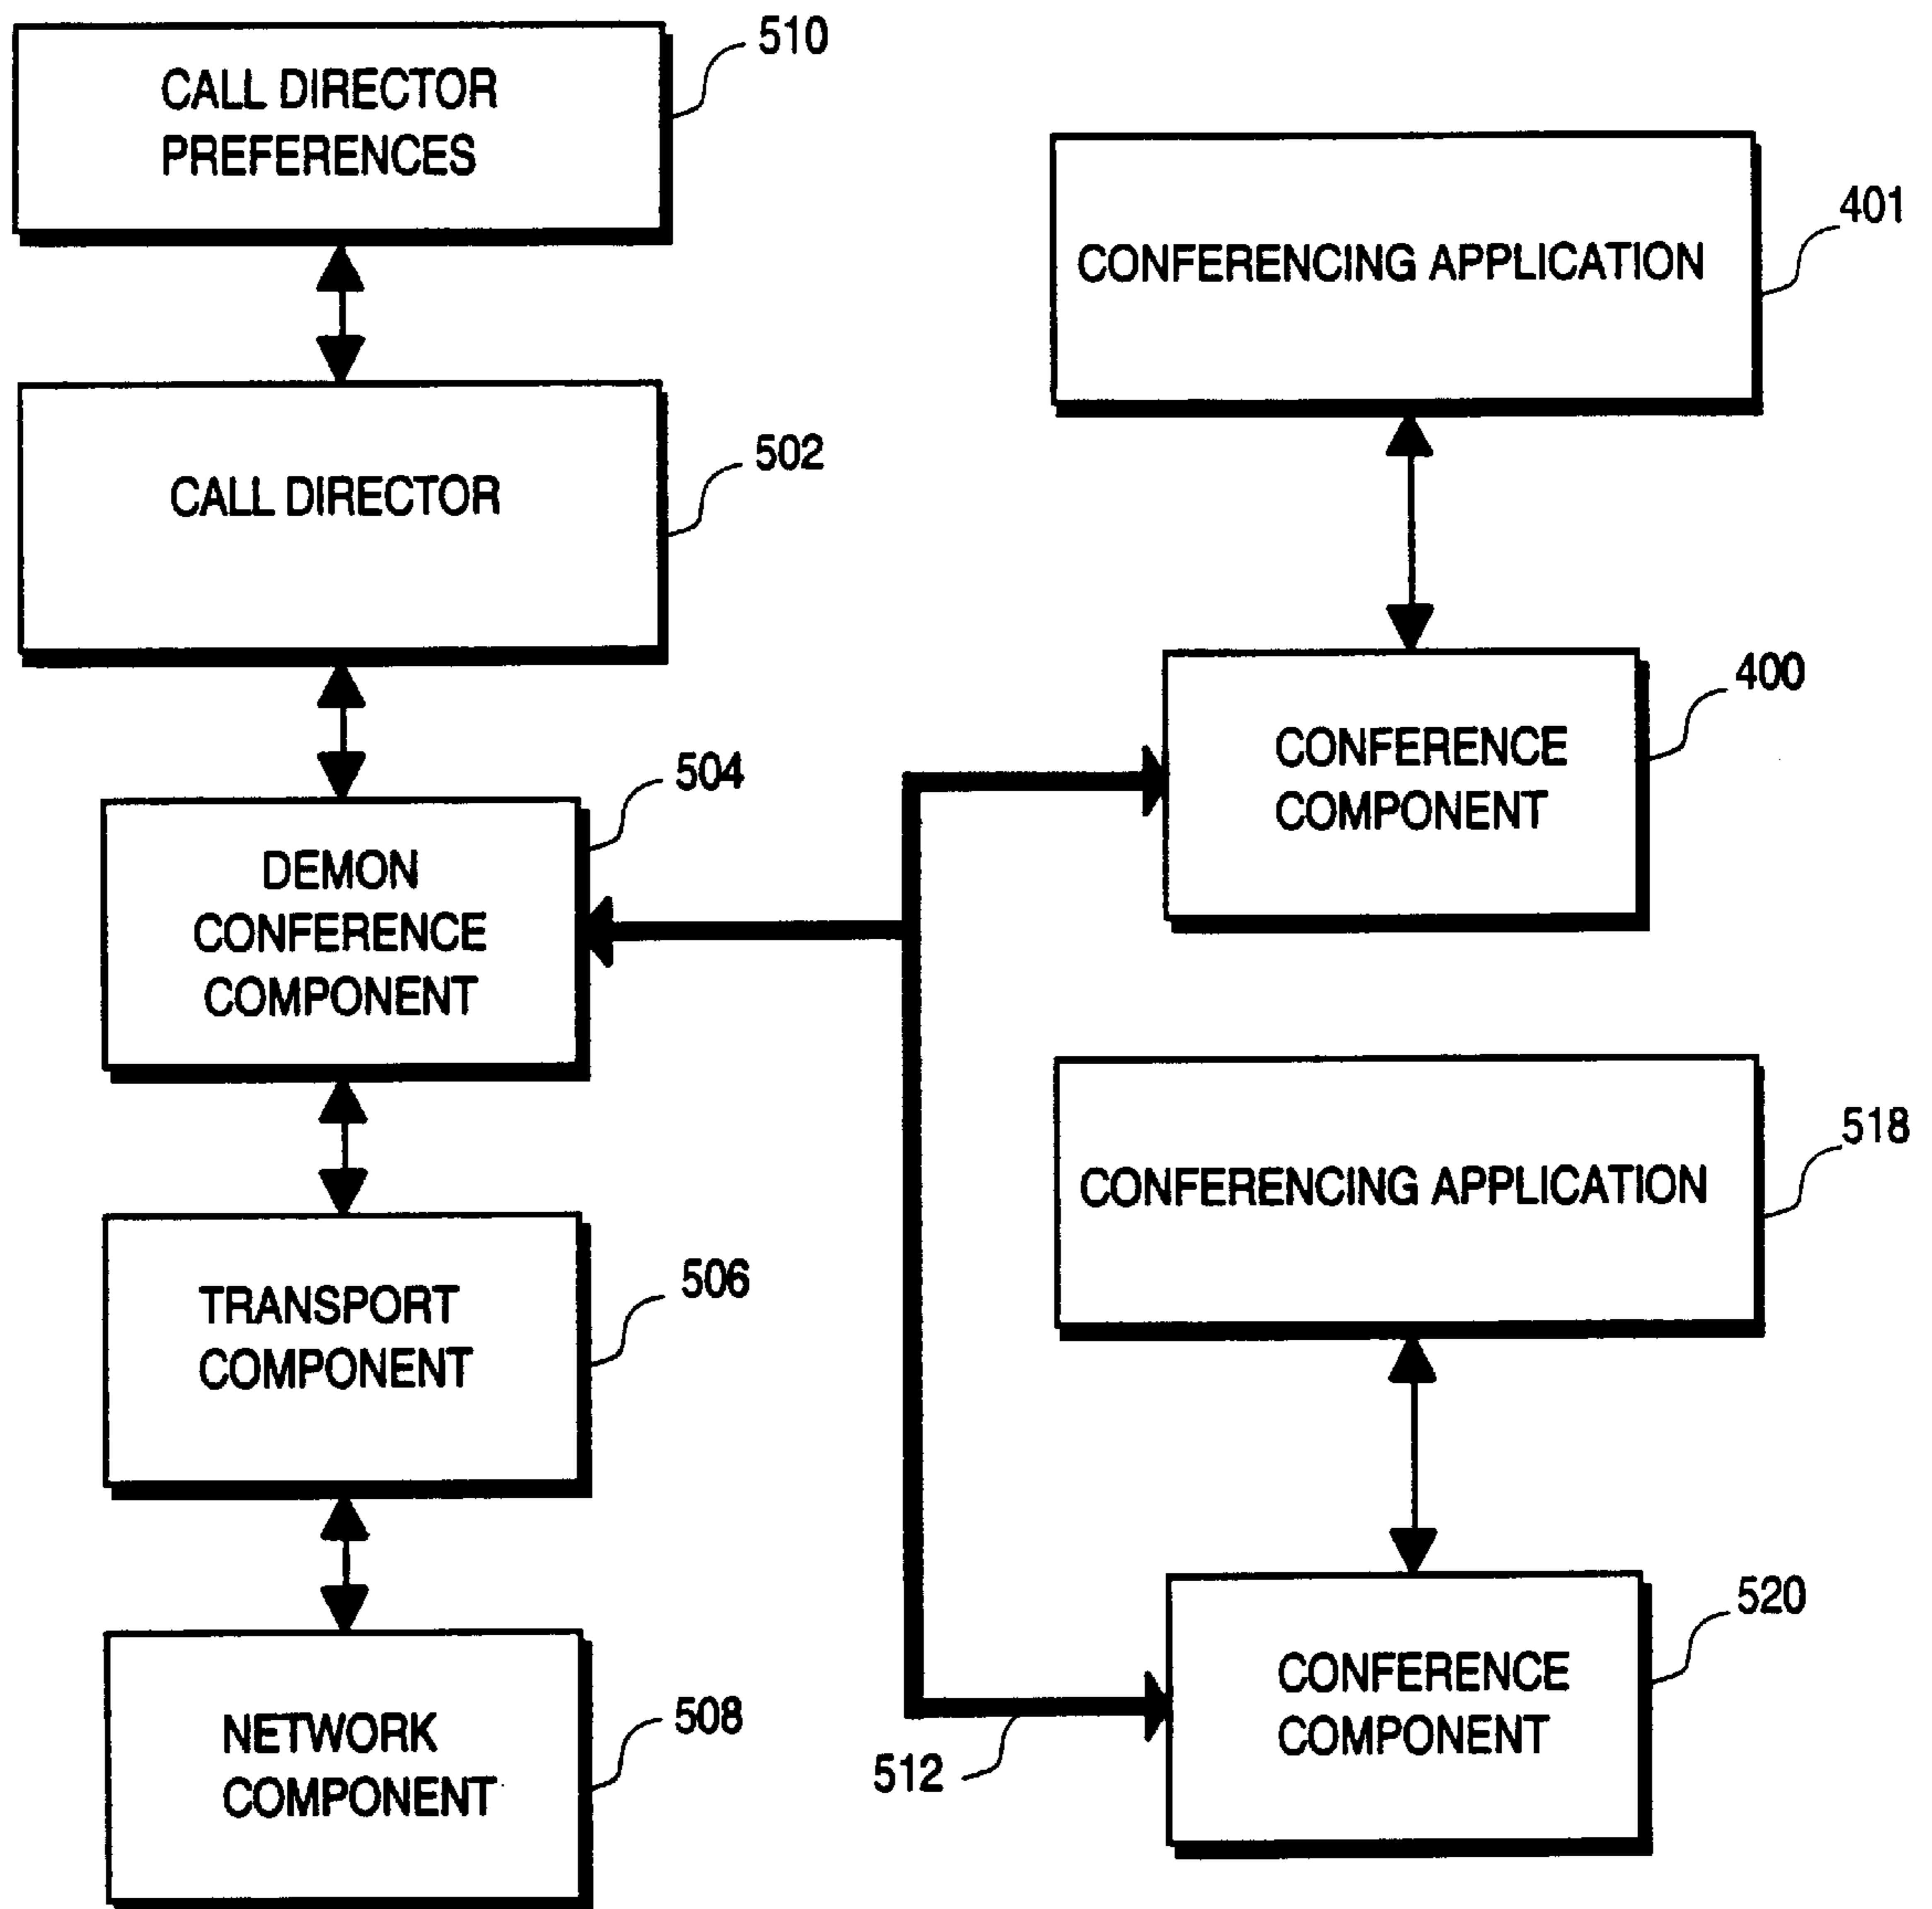 510
CALL DIRECTOR
PREFERENCES
401
CONFERENCING APPLICATION
502
CALL DIRECTOR
400
CONFERENCE
COMPONENT
504
DEMON
CONFERENCE
COMPONENT
518
CONFERENCING APPLICATION
506
TRANSPORT
COMPONENT
520
CONFERENCE
COMPONENT
508
NETWORK
COMPONENT
512